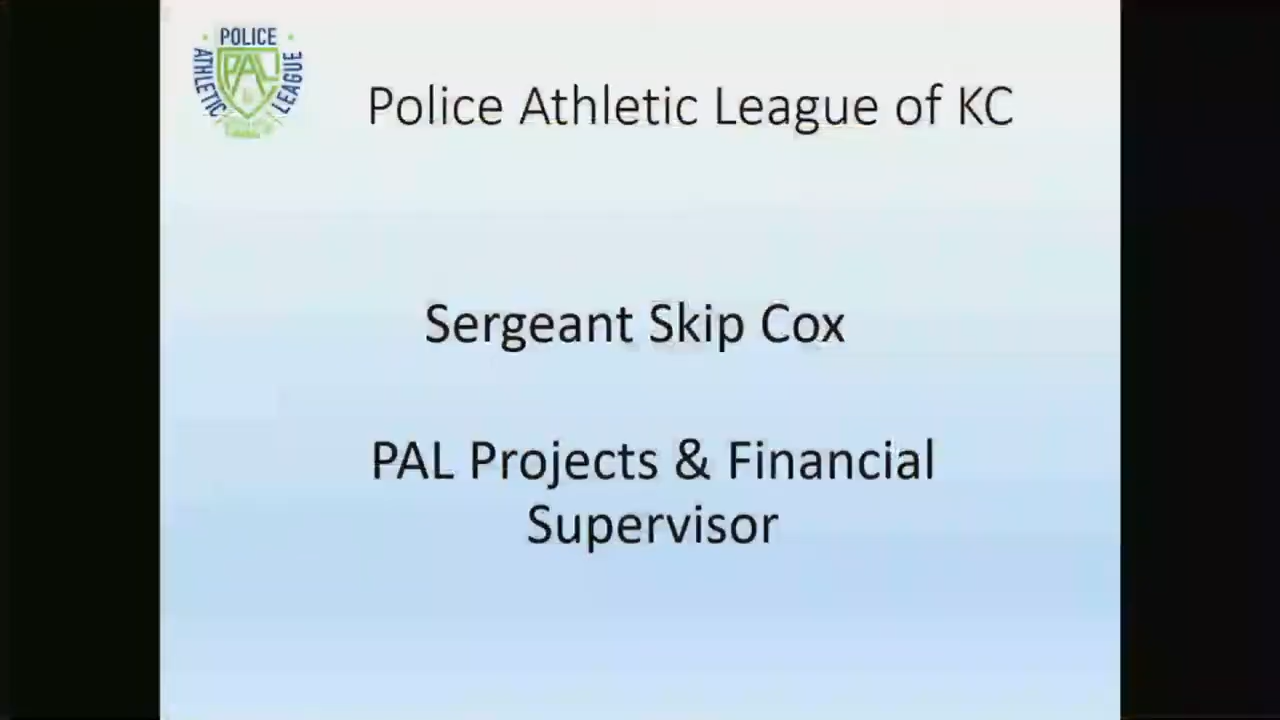 POLICE
ATHLETIC
LEAGUE
PAL
Police Athletic League of KC
Sergeant Skip Cox
PAL Projects & Financial
Supervisor